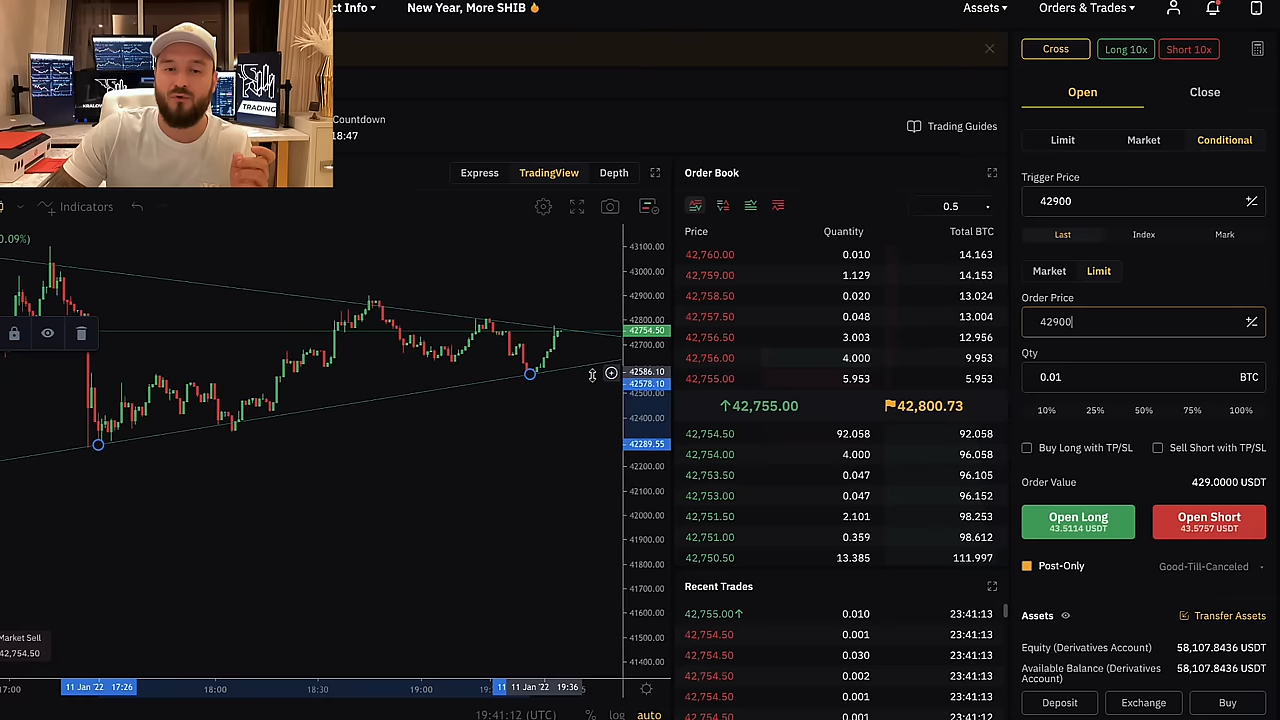 ct Info
New Year, More SHIB
Assets
Orders & Trades
TRADING
Countdown
18:47
Trading Guides
Express TradingView Depth
Indicators
0.09%)
43100.00
43000.00
42900.00
42800.00
42754.50
42700.00
42586.10
42578.10
42500.00
42400.00
42289.55
42200.00
42100.00
42000.00
41900.00
41800.00
41700.00
41600.00
41500.00
41400.00
Market Sell
42,754.50
17:00
11 Jan '22 17:26
18:00
18:30
19:00
11 Jan '22 19:36
19:41:12 (UTC) % log auto
Order Book
0.5
Price Quantity Total BTC
42,760.00 0.010 14.163
42,759.00 1.129 14.153
42,758.50 0.020 13.024
42,757.50 0.048 13.004
42,756.50 3.003 12.956
42,756.00 4.000 9.953
42,755.00 5.953 5.953
42,755.00 42,800.73
42,754.50 92.058 92.058
42,754.00 4.000 96.058
42,753.50 0.047 96.105
42,753.00 0.047 96.152
42,751.50 2.101 98.253
42,751.00 0.359 98.612
42,750.50 13.385 111.997
Recent Trades
42,755.00 0.010 23:41:13
42,754.50 0.001 23:41:13
42,754.50 0.030 23:41:13
42,754.50 0.002 23:41:13
42,754.50 0.001 23:41:13
42,754.50 0.001 23:41:13
Cross Long 10x Short 10x
Open Close
Limit Market Conditional
Trigger Price
42900
Last Index Mark
Market Limit
Order Price
42900
Qty
0.01 BTC
10% 25% 50% 75% 100%
Buy Long with TP/SL Sell Short with TP/SL
Order Value 429.0000 USDT
Open Long Open Short
43.5114 USDT 43.5757 USDT
Post-Only Good-Till-Canceled
Assets Transfer Assets
Equity (Derivatives Account) 58,107.8436 USDT
Available Balance (Derivatives 58,107.8436 USDT
Account)
Deposit Exchange Buy